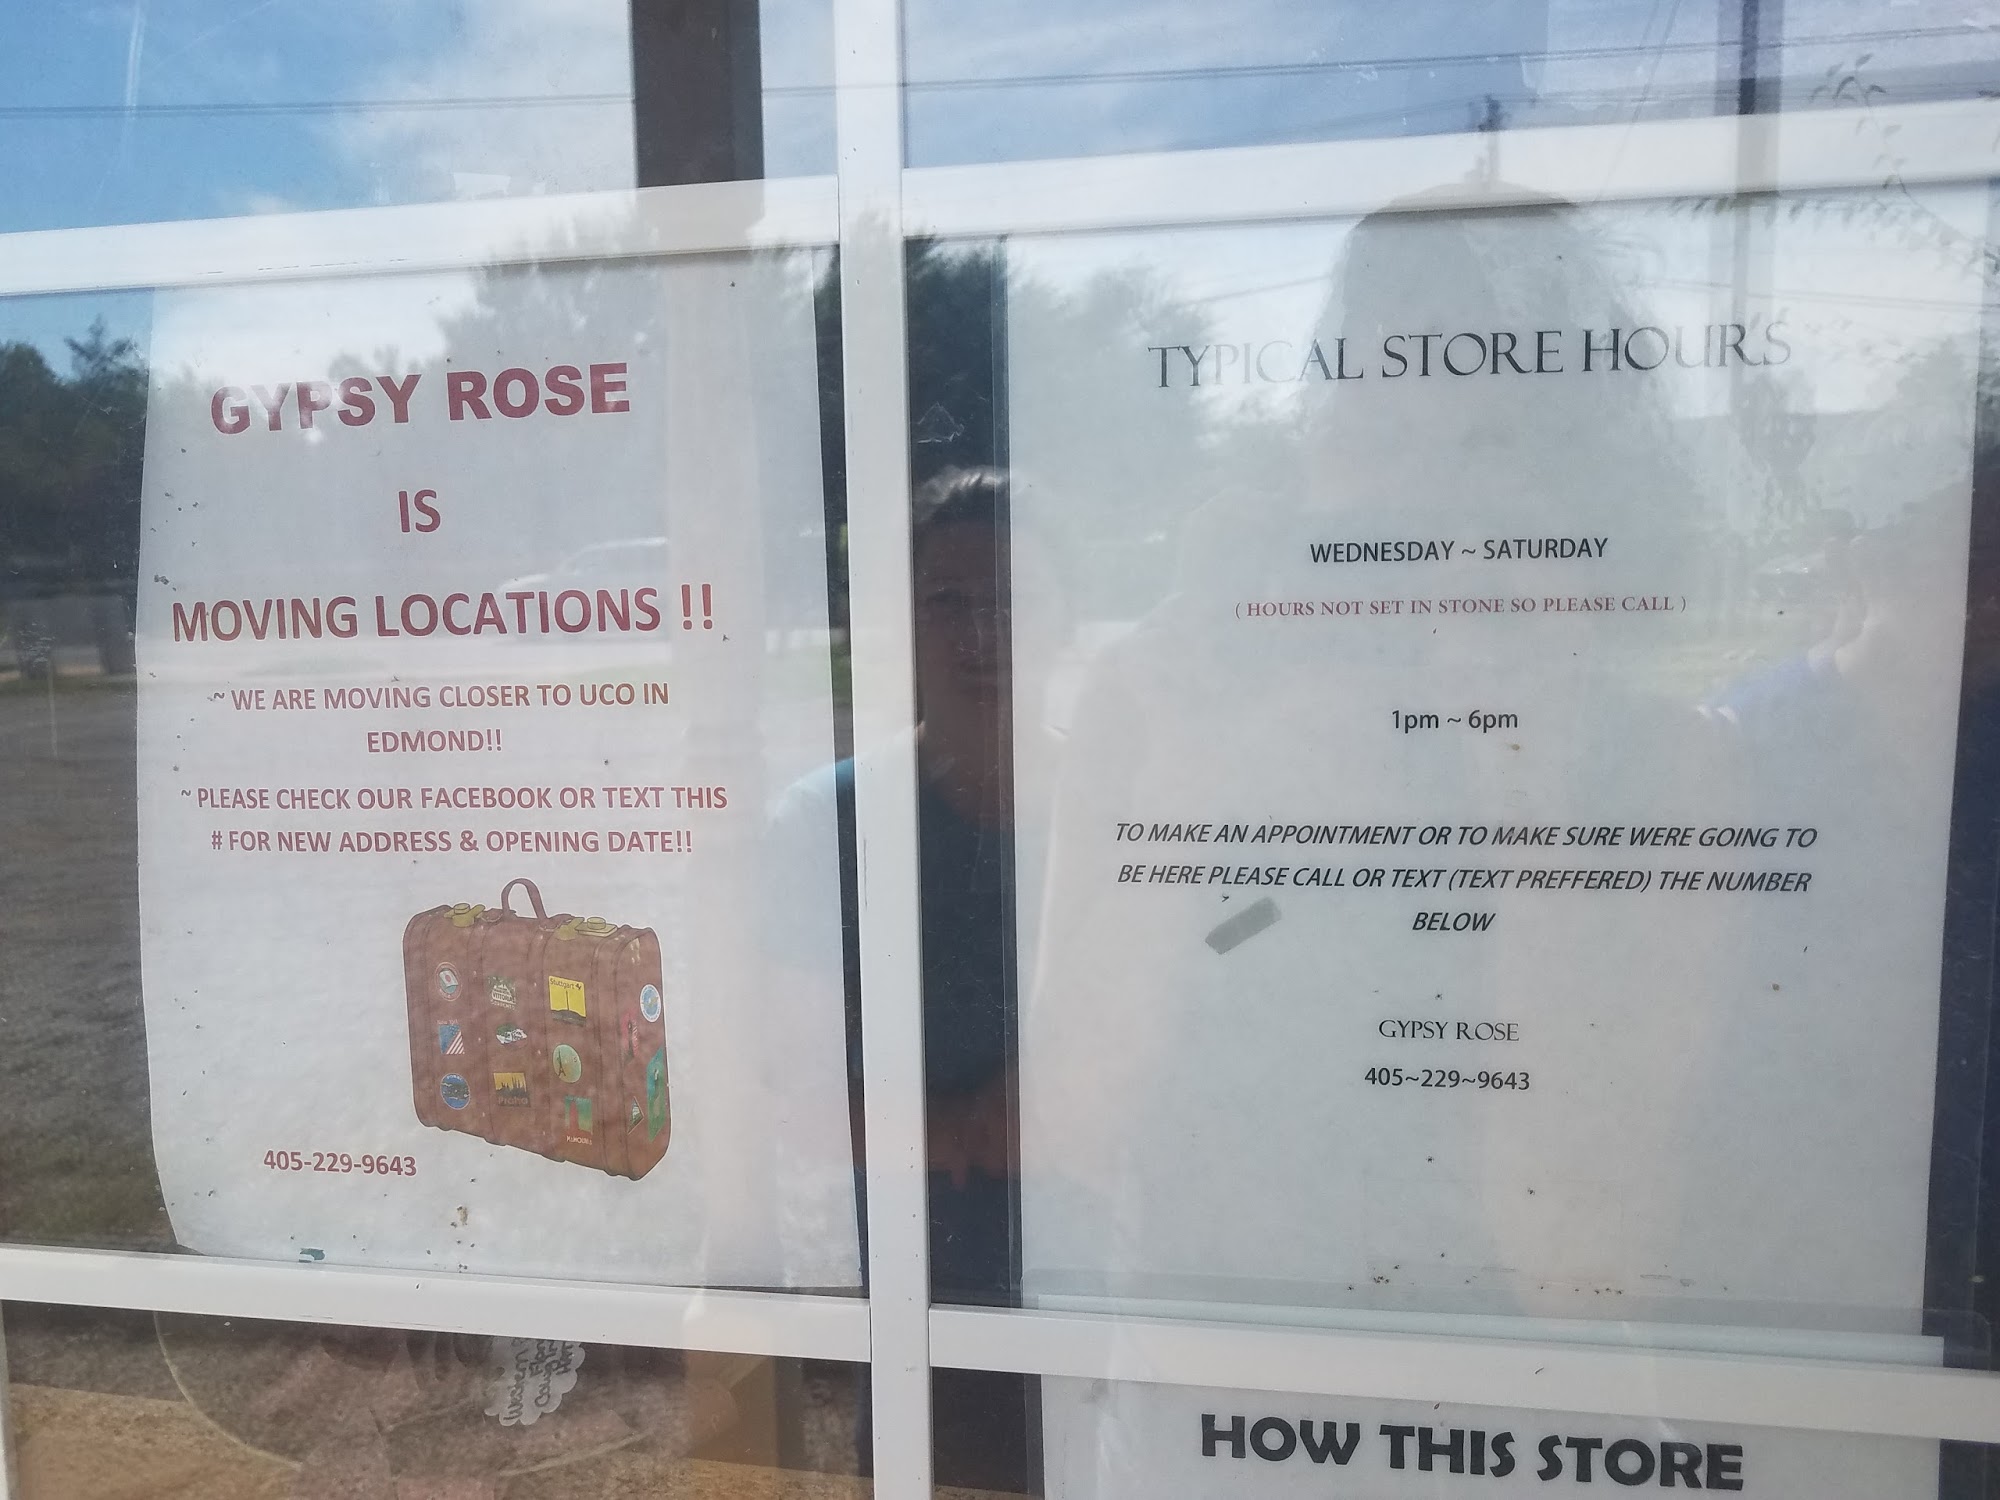 GYPSY ROSE
IS
MOVING LOCATIONS !!
~ WE ARE MOVING CLOSER TO UCO IN
EDMOND!!
~ PLEASE CHECK OUR FACEBOOK OR TEXT THIS
# FOR NEW ADDRESS & OPENING DATE!!
Stuttgart
405-229-9643
TYPICAL STORE HOURS
WEDNESDAY ~ SATURDAY
( HOURS NOT SET IN STONE SO PLEASE CALL )
1pm ~ 6pm
TO MAKE AN APPOINTMENT OR TO MAKE SURE WERE GOING TO
BE HERE PLEASE CALL OR TEXT (TEXT PREFFERED) THE NUMBER
BELOW
GYPSY ROSE
405~229~9643
HOW THIS STORE